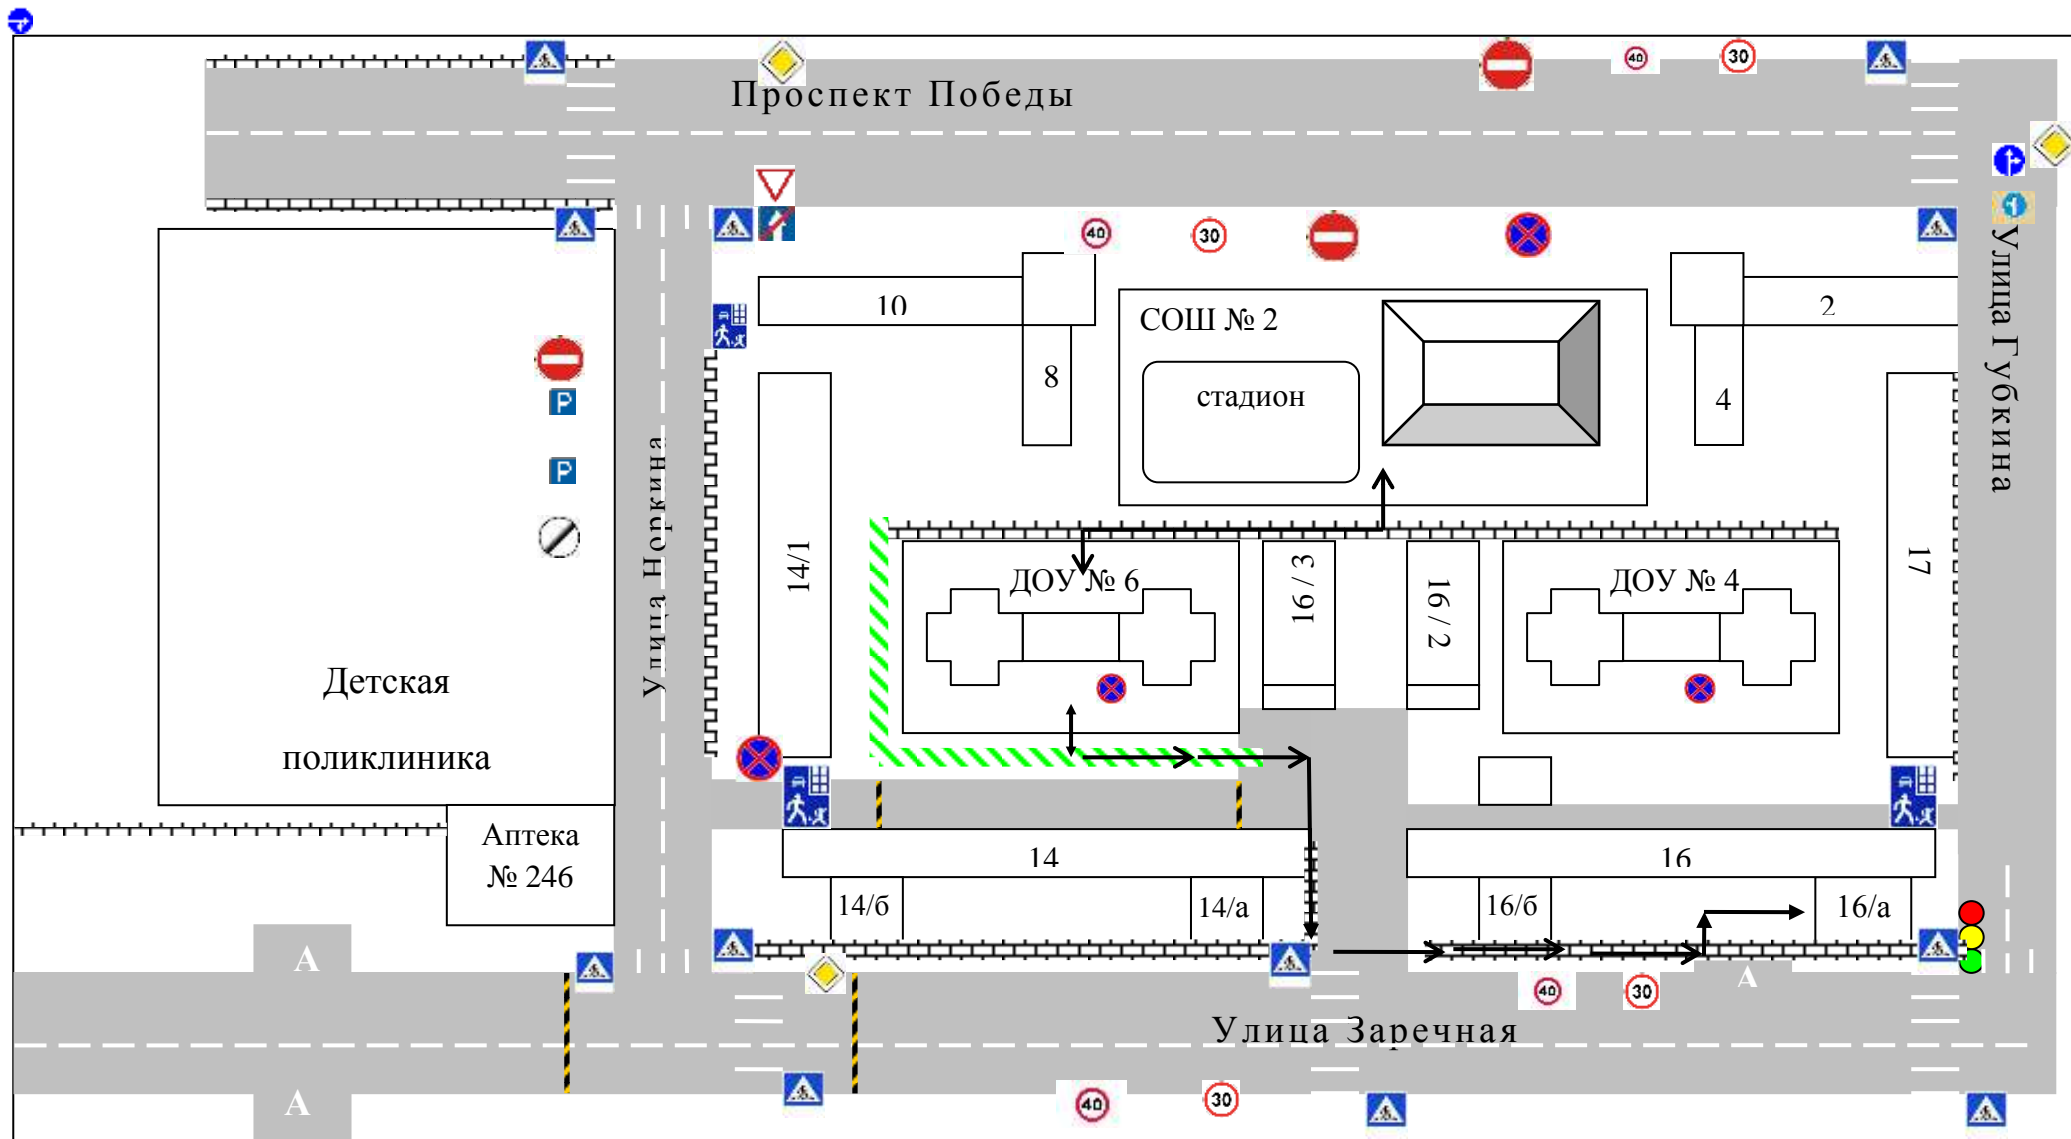 40
30
Проспект Победы
40
30
10
СОШ № 2
2
8
стадион
4
Р
Р
Улица Губкина
Улица Норкина
14/1
ДОУ № 6
16 / 3
16 / 2
ДОУ № 4
17
Детская
поликлиника
Аптека
№ 246
14
16
14/б
14/а
16/б
16/а
А
А
40
30
Улица Заречная
А
40
30